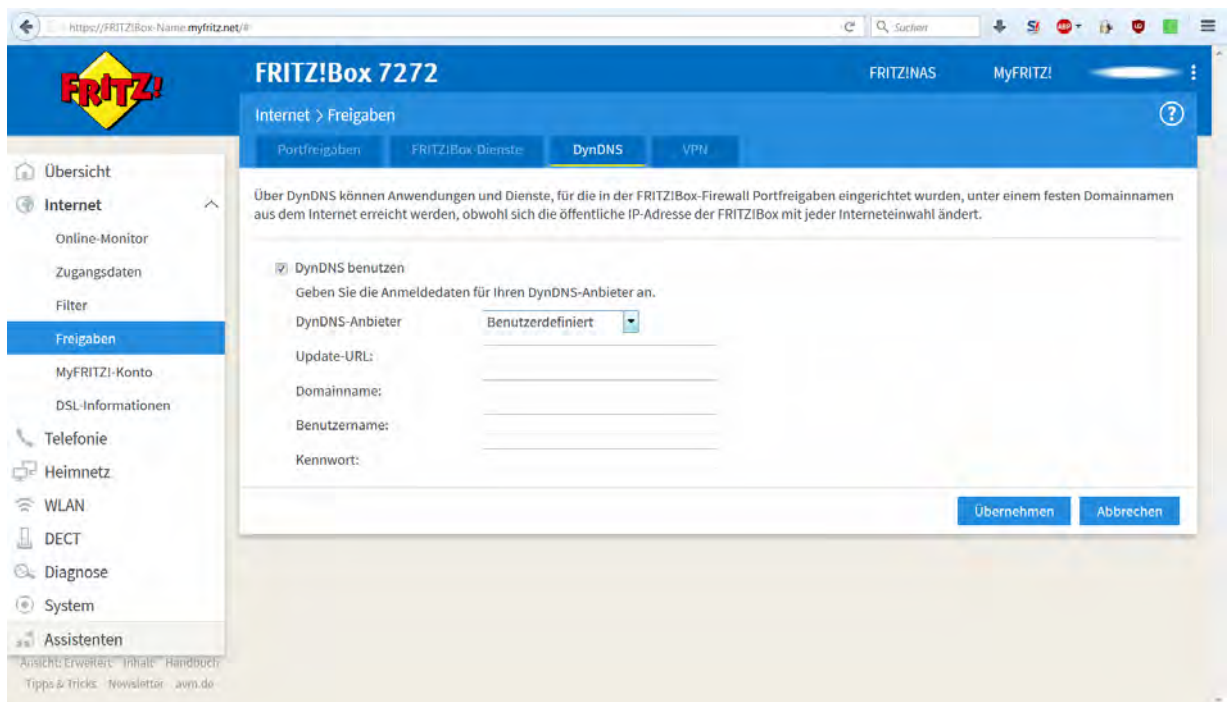 https://FRITZ!Box-Name.myfritz.net/#
Suchen
FRITZ!
FRITZ!Box 7272
FRITZ!NAS
MyFRITZ!
Internet > Freigaben
Portfreigaben
FRITZ!Box-Dienste
DynDNS
VPN
Übersicht
Internet
Online-Monitor
Zugangsdaten
Filter
Freigaben
MyFRITZ!-Konto
DSL-Informationen
Telefonie
Heimnetz
WLAN
DECT
Diagnose
System
Assistenten
Ansicht: Erweitert Inhalt Handbuch
Tipps & Tricks Newsletter avm.de
Über DynDNS können Anwendungen und Dienste, für die in der FRITZ!Box-Firewall Portfreigaben eingerichtet wurden, unter einem festen Domainnamen
aus dem Internet erreicht werden, obwohl sich die öffentliche IP-Adresse der FRITZ!Box mit jeder Interneteinwahl ändert.
DynDNS benutzen
Geben Sie die Anmeldedaten für Ihren DynDNS-Anbieter an.
DynDNS-Anbieter
Benutzerdefiniert
Update-URL:
Domainname:
Benutzername:
Kennwort:
Übernehmen
Abbrechen